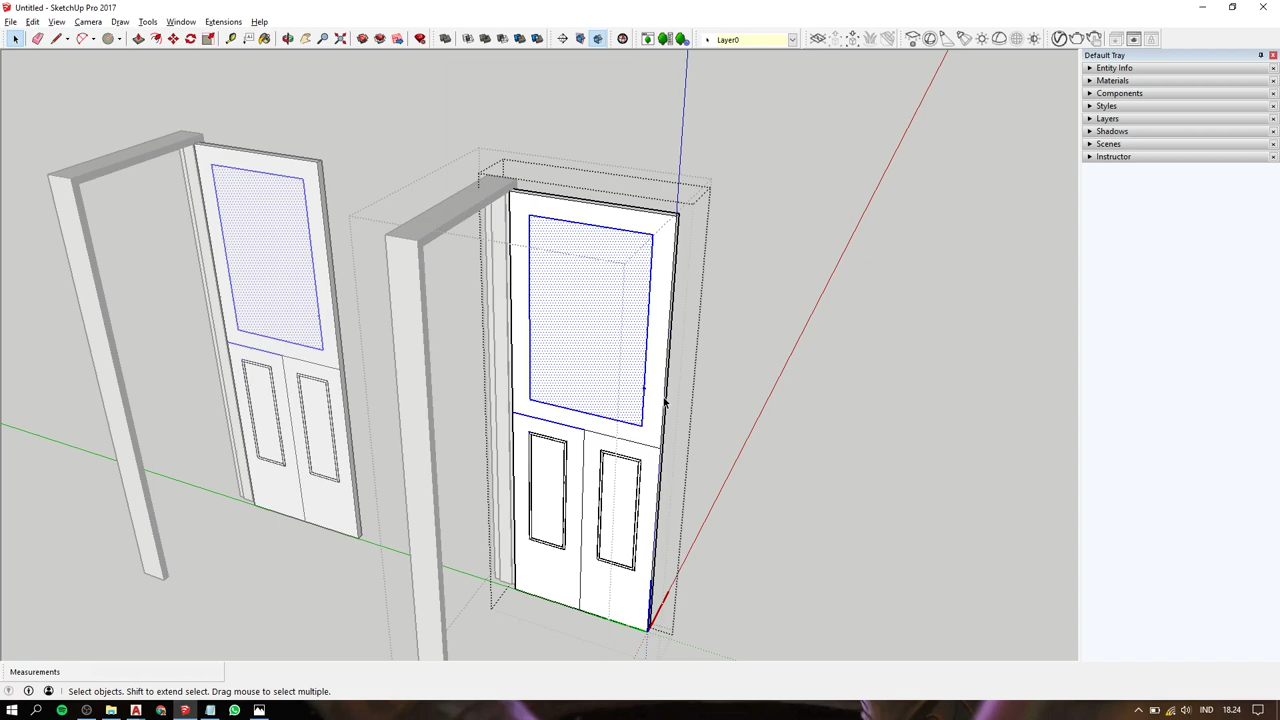 Untitled - SketchUp Pro 2017
File Edit View Camera Draw Tools Window Extensions Help
Layer0
Default Tray
Entity Info
Materials
Components
Styles
Layers
Shadows
Scenes
Instructor
Measurements
Select objects. Shift to extend select. Drag mouse to select multiple.
IND 18.24